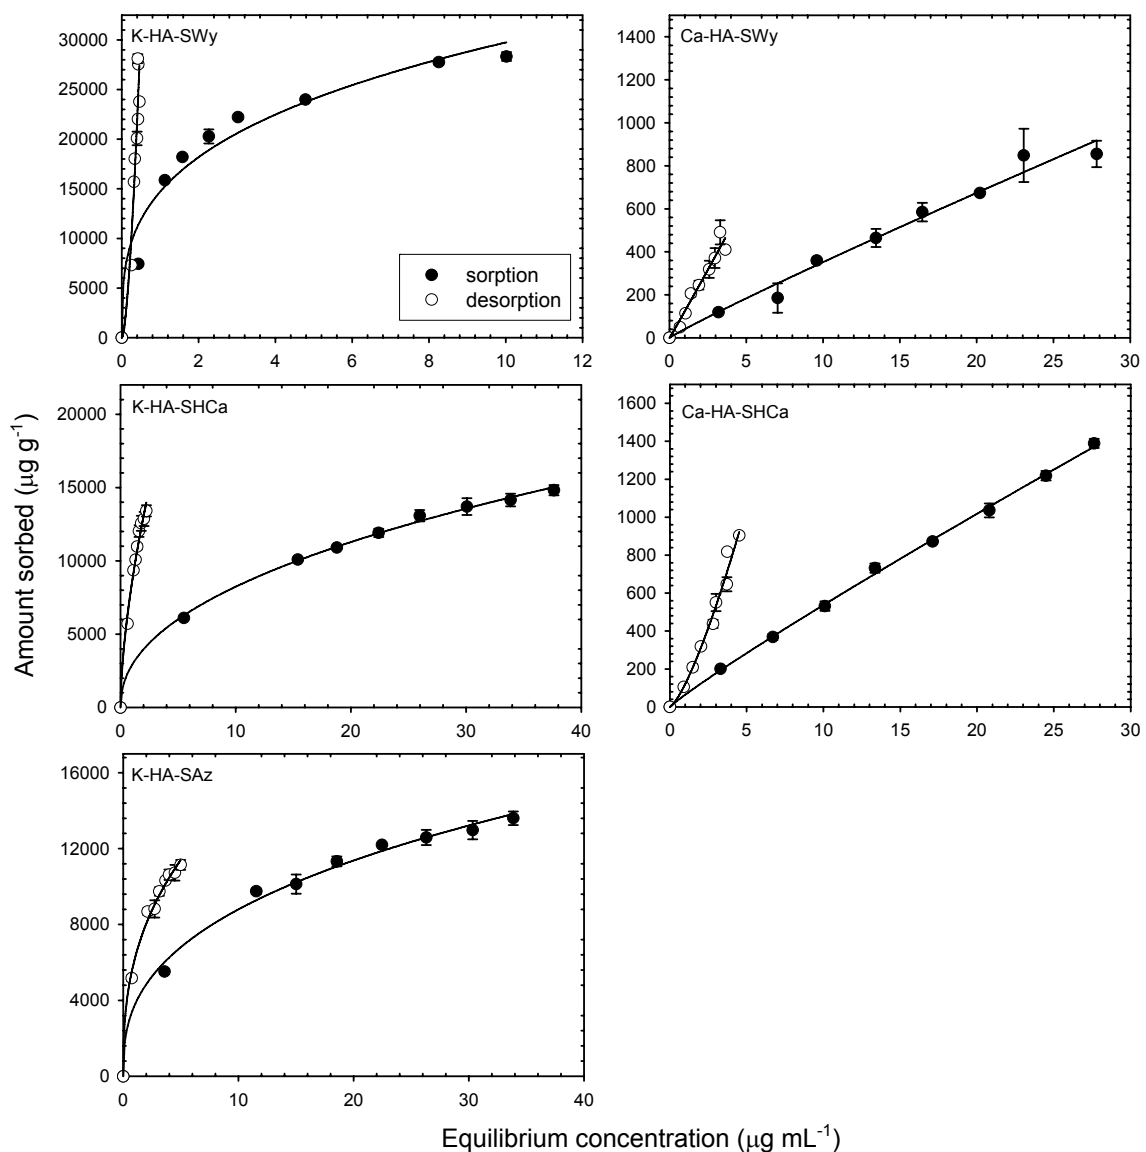 K-HA-SWy
30000
25000
20000
15000
10000
5000
0
0 2 4 6 8 10 12
sorption
desorption
Ca-HA-SWy
1400
1200
1000
800
600
400
200
0
0 5 10 15 20 25 30
K-HA-SHCa
20000
15000
10000
5000
0
0 10 20 30 40
Ca-HA-SHCa
1600
1400
1200
1000
800
600
400
200
0
0 5 10 15 20 25 30
K-HA-SAz
16000
12000
8000
4000
0
0 10 20 30 40
Amount sorbed (μg g⁻¹)
Equilibrium concentration (μg mL⁻¹)